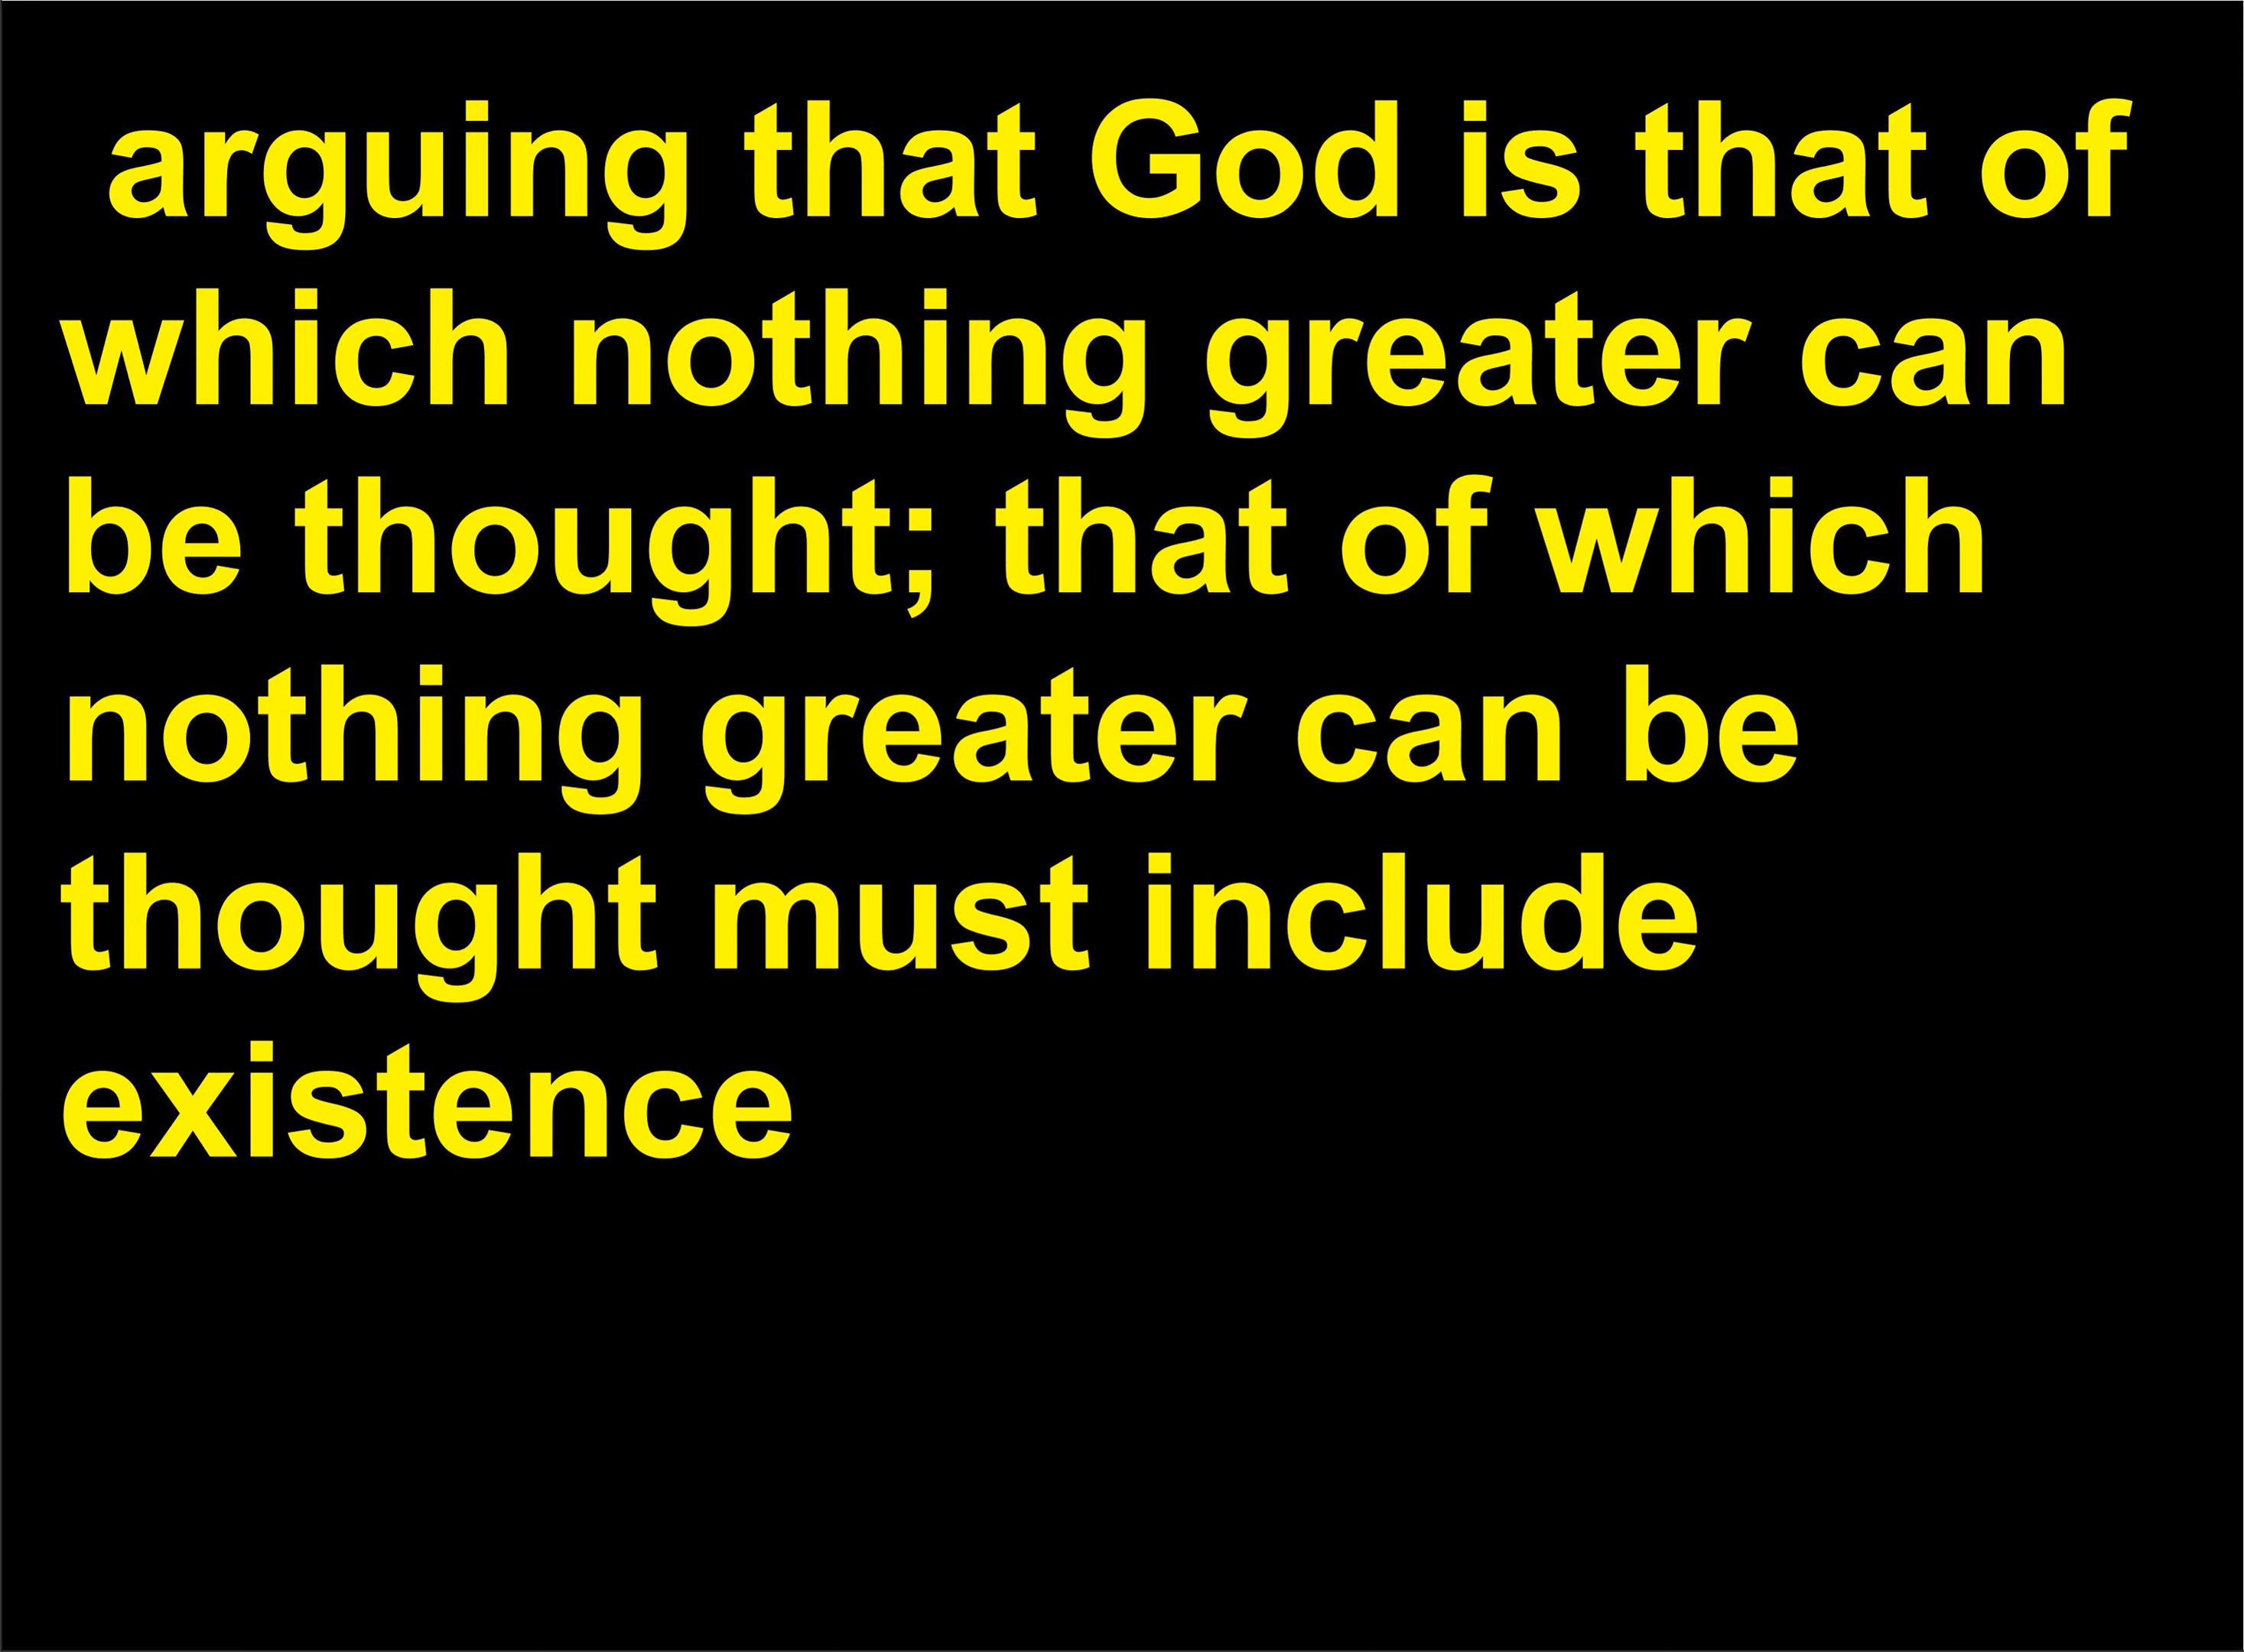 arguing that God is that of
which nothing greater can
be thought; that of which
nothing greater can be
thought must include
existence